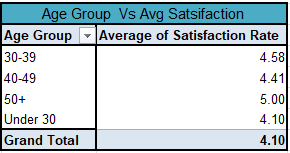 Age Group Vs Avg Satsifaction
Age Group Average of Satisfaction Rate
30-39 4.58
40-49 4.41
50+ 5.00
Under 30 4.10
Grand Total 4.10